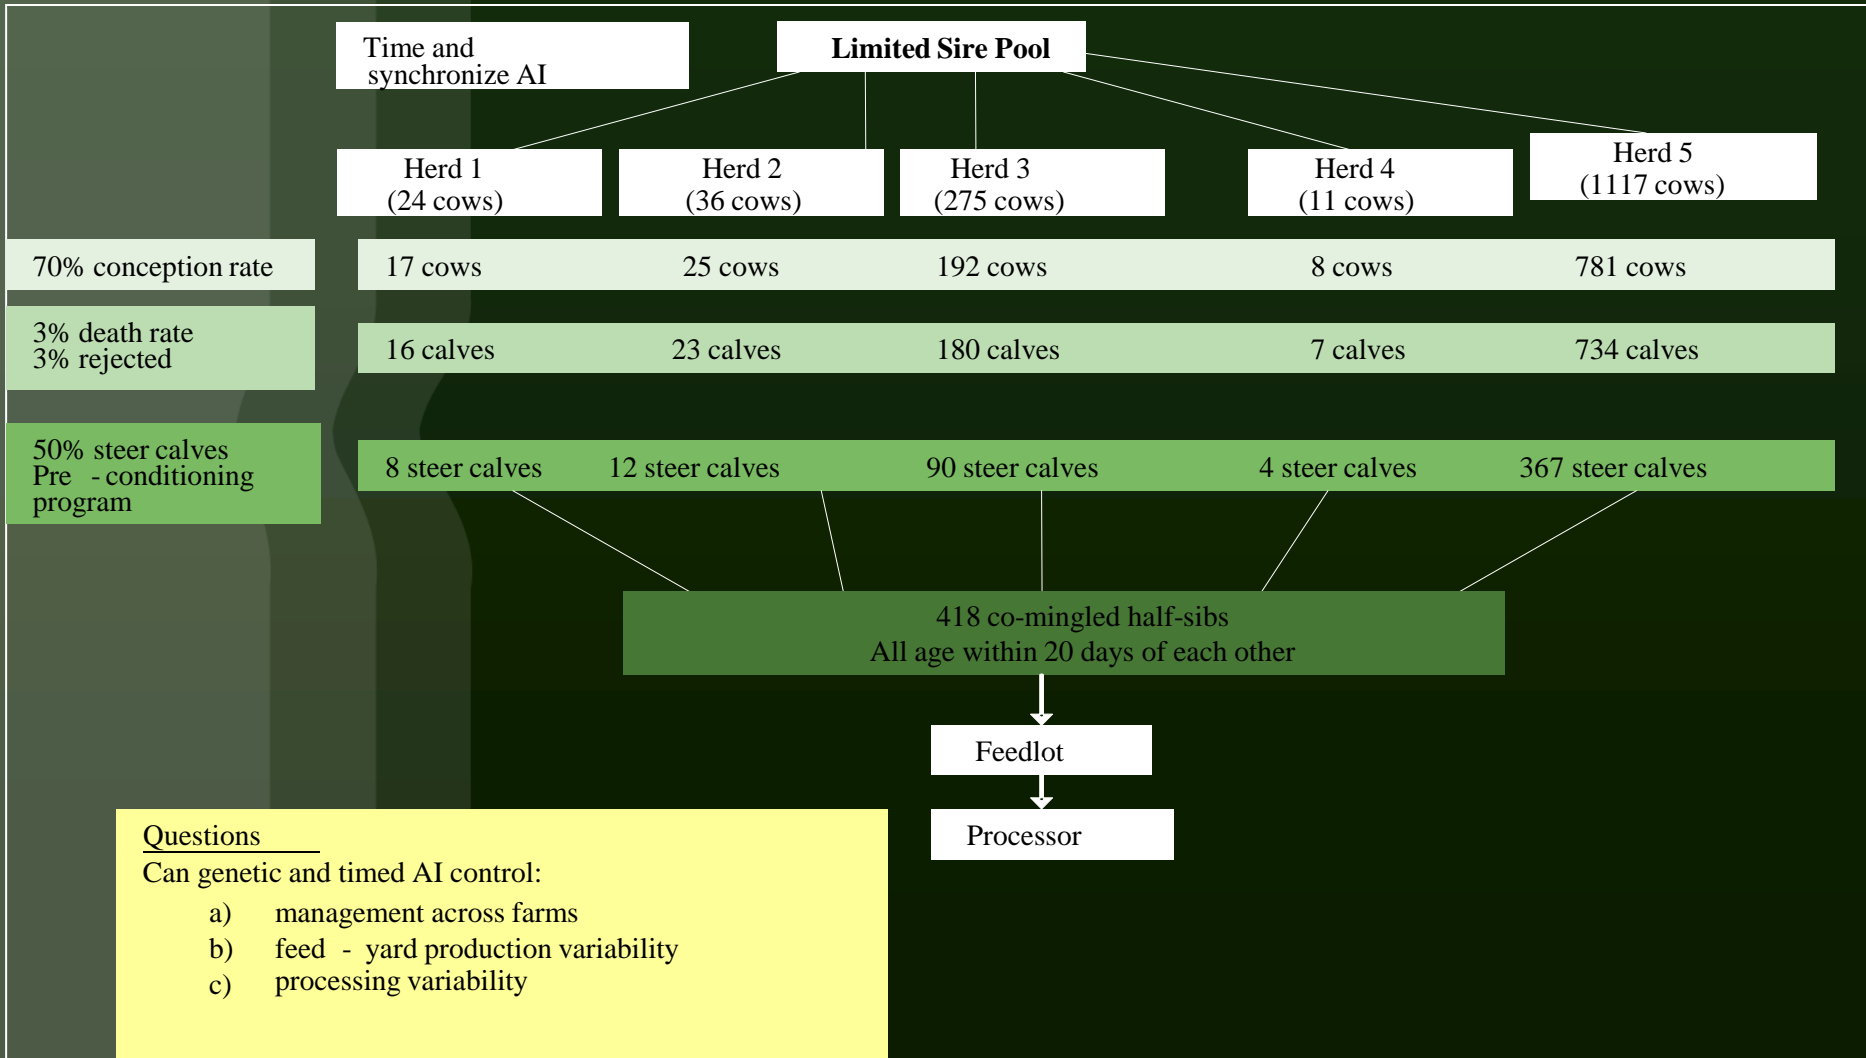 Time and
synchronize AI
Limited Sire Pool
Herd 1
(24 cows)
Herd 2
(36 cows)
Herd 3
(275 cows)
Herd 4
(11 cows)
Herd 5
(1117 cows)
70% conception rate
17 cows
25 cows
192 cows
8 cows
781 cows
3% death rate
3% rejected
16 calves
23 calves
180 calves
7 calves
734 calves
50% steer calves
Pre - conditioning
program
8 steer calves
12 steer calves
90 steer calves
4 steer calves
367 steer calves
418 co-mingled half-sibs
All age within 20 days of each other
Feedlot
Processor
Questions
Can genetic and timed AI control:
a) management across farms
b) feed - yard production variability
c) processing variability